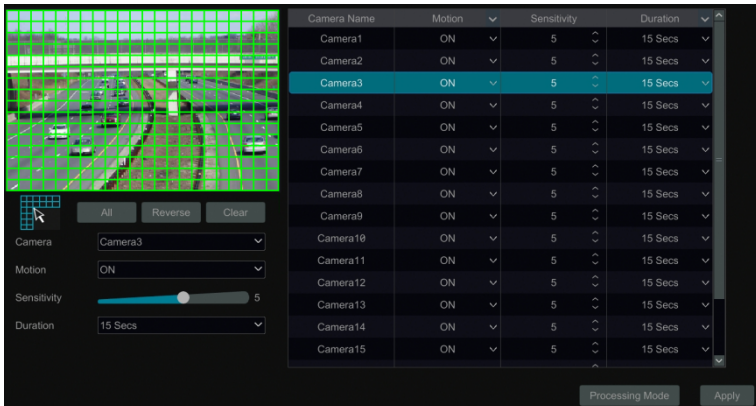 Camera Name Motion Sensitivity Duration
Camera1 ON 5 15 Secs
Camera2 ON 5 15 Secs
Camera3 ON 5 15 Secs
Camera4 ON 5 15 Secs
Camera5 ON 5 15 Secs
Camera6 ON 5 15 Secs
Camera7 ON 5 15 Secs
Camera8 ON 5 15 Secs
Camera9 ON 5 15 Secs
Camera10 ON 5 15 Secs
Camera11 ON 5 15 Secs
Camera12 ON 5 15 Secs
Camera13 ON 5 15 Secs
Camera14 ON 5 15 Secs
Camera15 ON 5 15 Secs
All Reverse Clear
Camera Camera3
Motion ON
Sensitivity 5
Duration 15 Secs
Processing Mode Apply